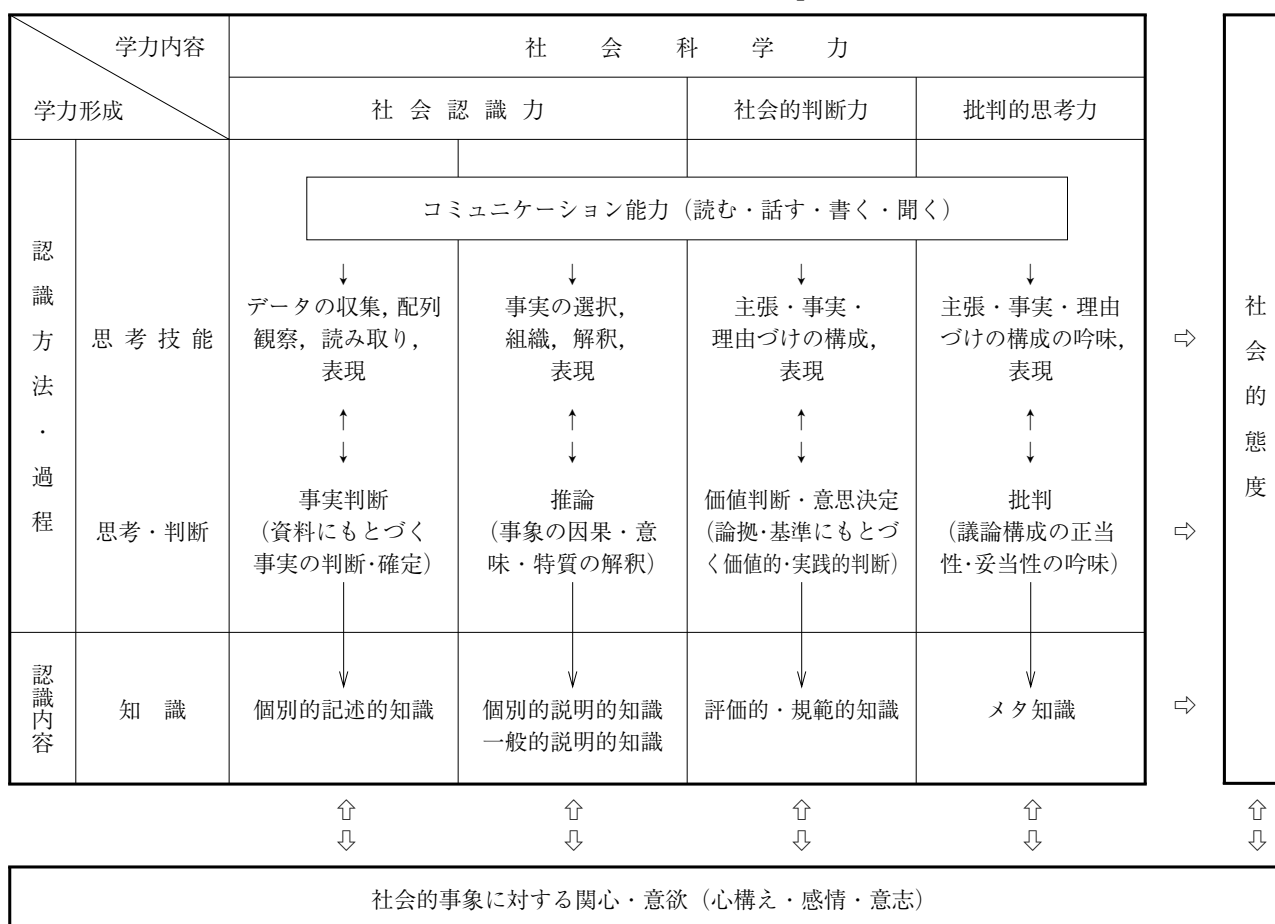 学力内容
学力形成
社会科学力
社会認識力
社会的判断力
批判的思考力
認識方法・過程
思考技能
コミュニケーション能力（読む・話す・書く・聞く）
↓ ↓ ↓ ↓
データの収集，配列
観察，読み取り，
表現
事実の選択，
組織，解釈，
表現
主張・事実・
理由づけの構成，
表現
主張・事実・理由
づけの構成の吟味，
表現
⇨
↑ ↑ ↑ ↑
↓ ↓ ↓ ↓
思考・判断
事実判断
（資料にもとづく
事実の判断・確定）
推論
（事象の因果・意
味・特質の解釈）
価値判断・意思決定
（論拠・基準にもとづ
く価値的・実践的判断）
批判
（議論構成の正当
性・妥当性の吟味）
⇨
認識内容
知識
個別的記述的知識
個別的説明的知識
一般的説明的知識
評価的・規範的知識
メタ知識
⇨
社会的態度
⇧ ⇧ ⇧ ⇧ ⇧
⇩ ⇩ ⇩ ⇩ ⇩
社会的事象に対する関心・意欲（心構え・感情・意志）